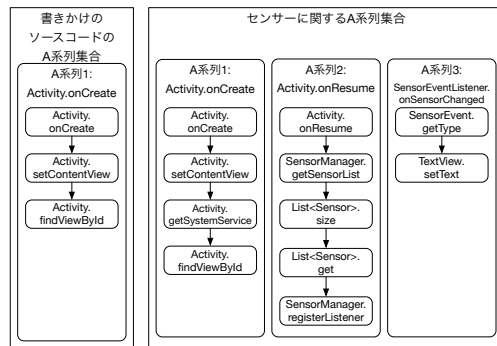 書きかけの
ソースコードの
A系列集合
A系列1:
Activity.onCreate
Activity.
onCreate
Activity.
setContentView
Activity.
findViewById
センサーに関するA系列集合
A系列1:
Activity.onCreate
Activity.
onCreate
Activity.
setContentView
Activity.
getSystemService
Activity.
findViewById
A系列2:
Activity.onResume
Activity.
onResume
SensorManager.
getSensorList
List<Sensor>.
size
List<Sensor>.
get
SensorManager.
registerListener
A系列3:
SensorEventListener.
onSensorChanged
SensorEvent.
getType
TextView.
setText